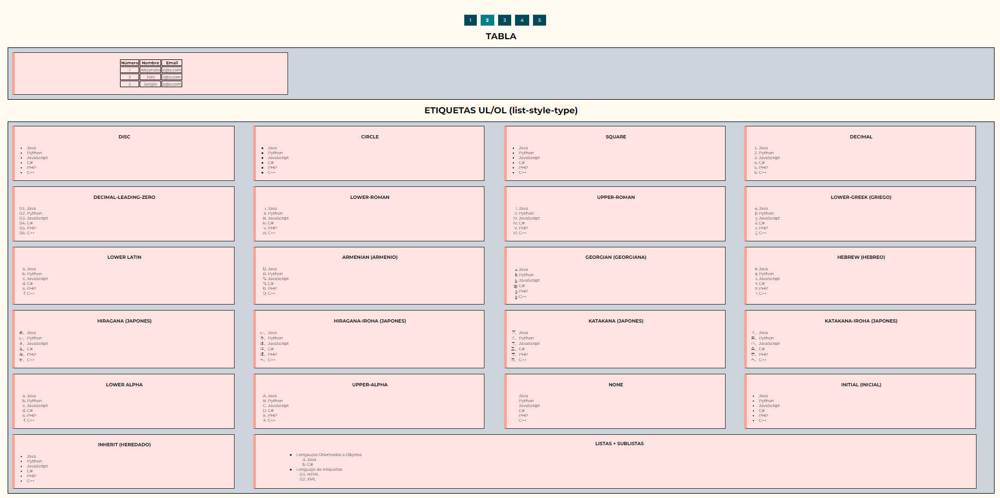 1 2 3 4 5
TABLA
Número Nombre Email
1 Alejandro e@a.com
2 Toni i@a.com
3 Sergio a@a.com
ETIQUETAS UL/OL (list-style-type)
DISC
• Java
• Python
• JavaScript
• C#
• PHP
• C++
CIRCLE
• Java
• Python
• JavaScript
• C#
• PHP
• C++
SQUARE
▪ Java
▪ Python
▪ JavaScript
▪ C#
▪ PHP
▪ C++
DECIMAL
1. Java
2. Python
3. JavaScript
4. C#
5. PHP
6. C++
DECIMAL-LEADING-ZERO
01. Java
02. Python
03. JavaScript
04. C#
05. PHP
06. C++
LOWER-ROMAN
i. Java
ii. Python
iii. JavaScript
iv. C#
v. PHP
vi. C++
UPPER-ROMAN
I. Java
II. Python
III. JavaScript
IV. C#
V. PHP
VI. C++
LOWER-GREEK (GRIEGO)
α. Java
β. Python
γ. JavaScript
δ. C#
ε. PHP
ζ. C++
LOWER LATIN
a. Java
b. Python
c. JavaScript
d. C#
e. PHP
f. C++
ARMENIAN (ARMENIO)
Ա. Java
Բ. Python
Գ. JavaScript
Դ. C#
Ե. PHP
Զ. C++
GEORGIAN (GEORGIANA)
ა. Java
ბ. Python
გ. JavaScript
დ. C#
ე. PHP
ვ. C++
HEBREW (HEBREO)
א. Java
ב. Python
ג. JavaScript
ד. C#
ה. PHP
ו. C++
HIRAGANA (JAPONES)
あ、 Java
い、 Python
う、 JavaScript
え、 C#
お、 PHP
か、 C++
HIRAGANA-IROHA (JAPONES)
い、 Java
ろ、 Python
は、 JavaScript
に、 C#
ほ、 PHP
へ、 C++
KATAKANA (JAPONES)
ア、 Java
イ、 Python
ウ、 JavaScript
エ、 C#
オ、 PHP
カ、 C++
KATAKANA-IROHA (JAPONES)
イ、 Java
ロ、 Python
ハ、 JavaScript
ニ、 C#
ホ、 PHP
ヘ、 C++
LOWER ALPHA
a. Java
b. Python
c. JavaScript
d. C#
e. PHP
f. C++
UPPER-ALPHA
A. Java
B. Python
C. JavaScript
D. C#
E. PHP
F. C++
NONE
Java
Python
JavaScript
C#
PHP
C++
INITIAL (INICIAL)
• Java
• Python
• JavaScript
• C#
• PHP
• C++
INHERIT (HEREDADO)
• Java
• Python
• JavaScript
• C#
• PHP
• C++
LISTAS + SUBLISTAS
• Lengaujes Orientados a Objetos
a. Java
b. C#
• Lenguaje de Etiquetas
01. HTML
02. XML